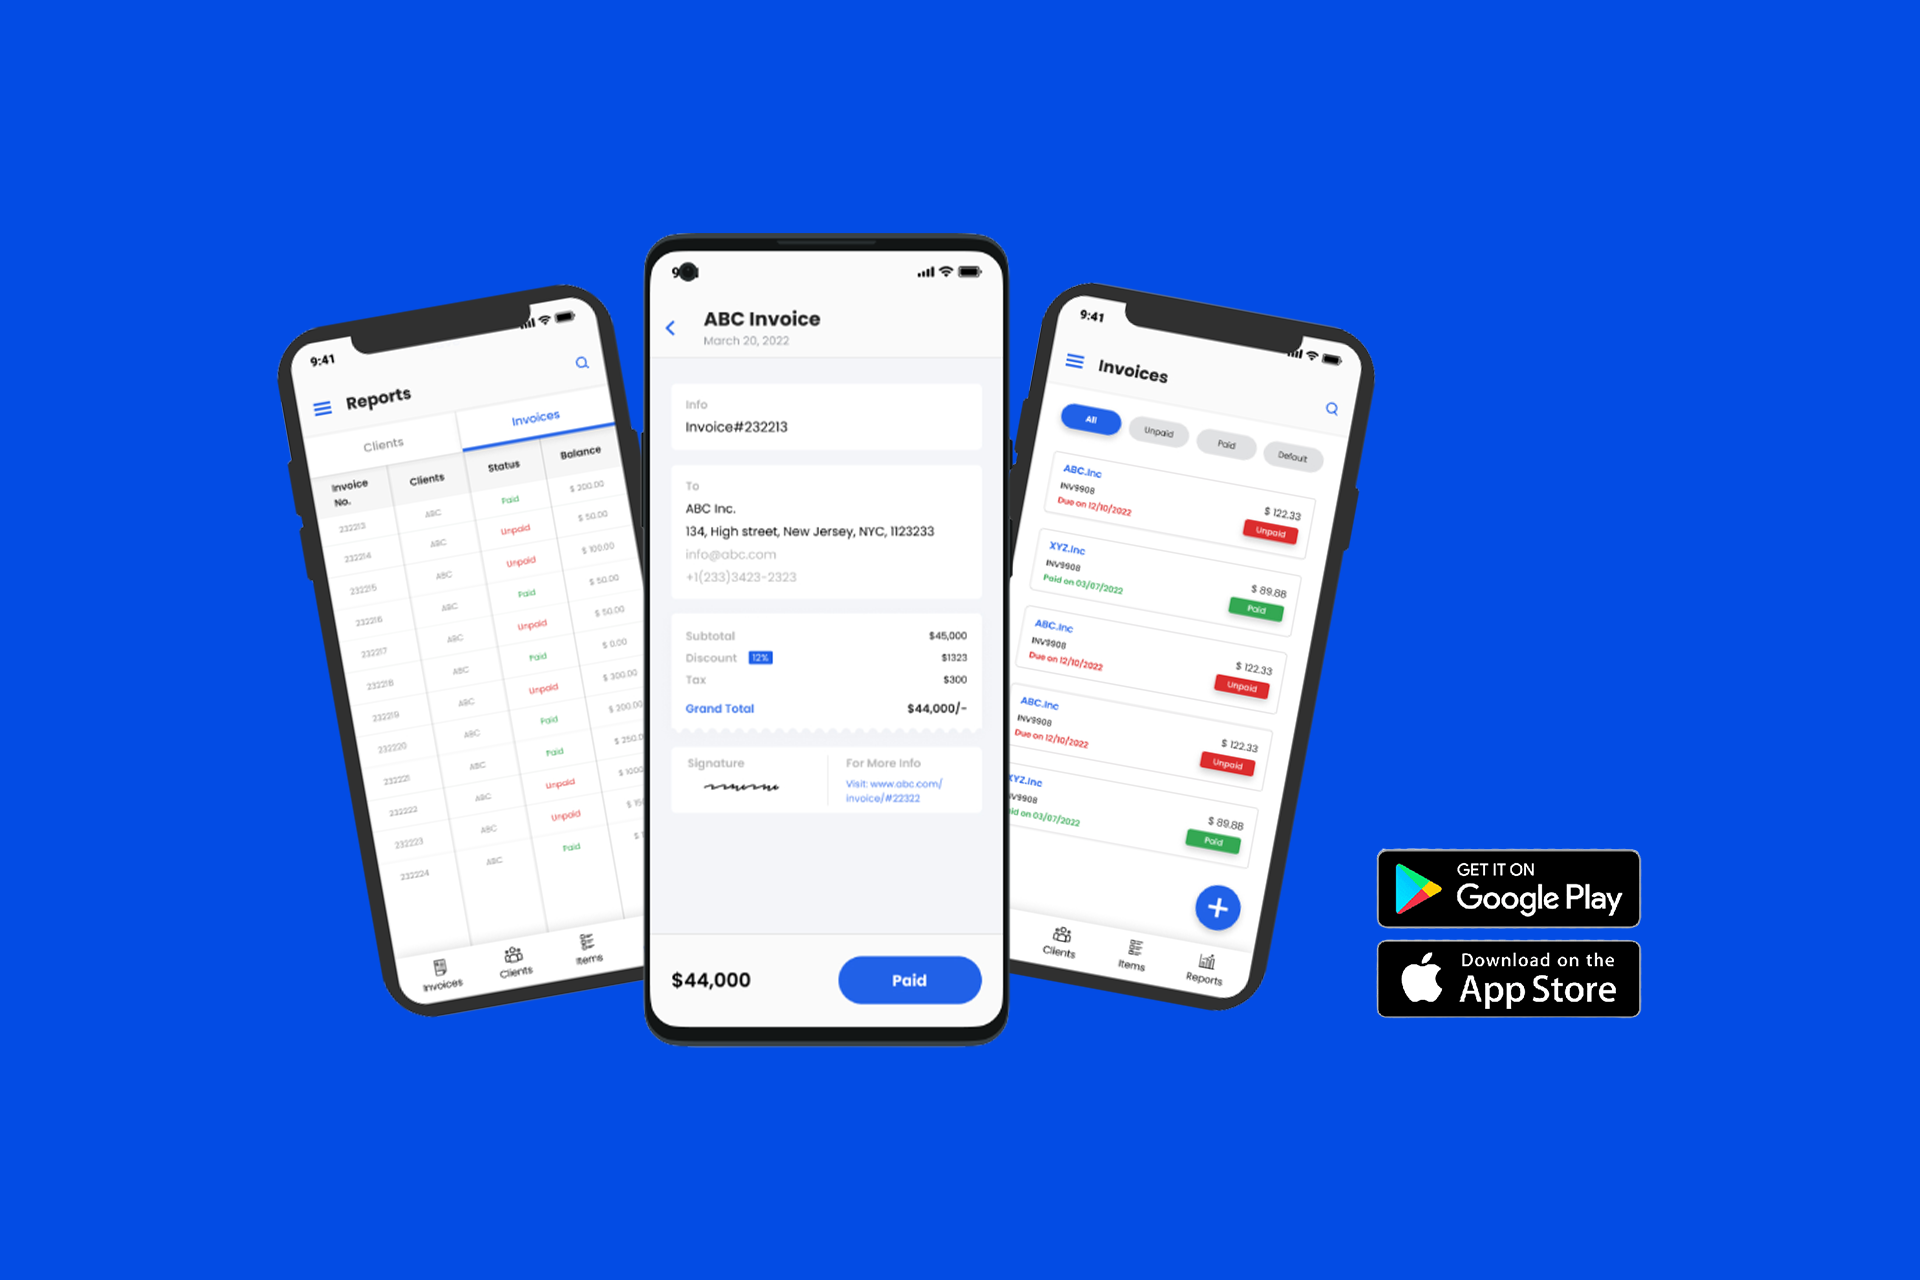 9:41
Reports
Clients
Invoices
Invoice No.
Clients
Status
Balance
232213 ABC Paid $ 200.00
232214 ABC Unpaid $ 50.00
232215 ABC Unpaid $ 100.00
232216 ABC Paid $ 50.00
232217 ABC Unpaid $ 50.00
232218 ABC Paid $ 0.00
232219 ABC Unpaid $ 300.00
232220 ABC Paid $ 200.00
232221 ABC Paid $ 250.0
232222 ABC Unpaid $ 1000
232223 ABC Unpaid
232224 ABC Paid
Invoices
Clients
Items
ABC Invoice
March 20, 2022
Info
Invoice#232213
To
ABC Inc.
134, High street, New Jersey, NYC, 1123233
info@abc.com
+1(233)3423-2323
Subtotal $45,000
Discount 12% $1323
Tax $300
Grand Total $44,000/-
Signature
For More Info
Visit: www.abc.com/
invoice/#22322
$44,000
Paid
9:41
Invoices
All
Unpaid
Paid
Default
ABC.Inc
INV9908
Due on 12/10/2022
$ 122.33
Unpaid
XYZ.Inc
INV9908
Paid on 03/07/2022
$ 89.88
Paid
ABC.Inc
INV9908
Due on 12/10/2022
$ 122.33
Unpaid
ABC.Inc
INV9908
Due on 12/10/2022
$ 122.33
Unpaid
XYZ.Inc
NV9908
id on 03/07/2022
$ 89.88
Paid
Clients
Items
Reports
GET IT ON
Google Play
Download on the
App Store